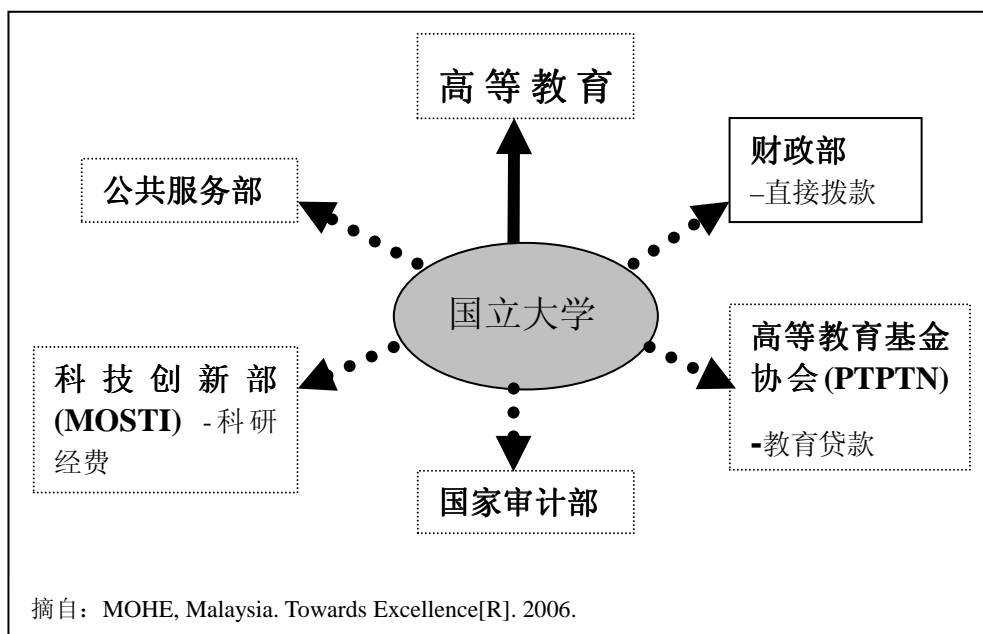 高等教育
财政部
–直接拨款
公共服务部
国立大学
高等教育基金
协会(PTPTN)
-教育贷款
科技创新部
(MOSTI) -科研
经费
国家审计部
摘自：MOHE, Malaysia. Towards Excellence[R]. 2006.